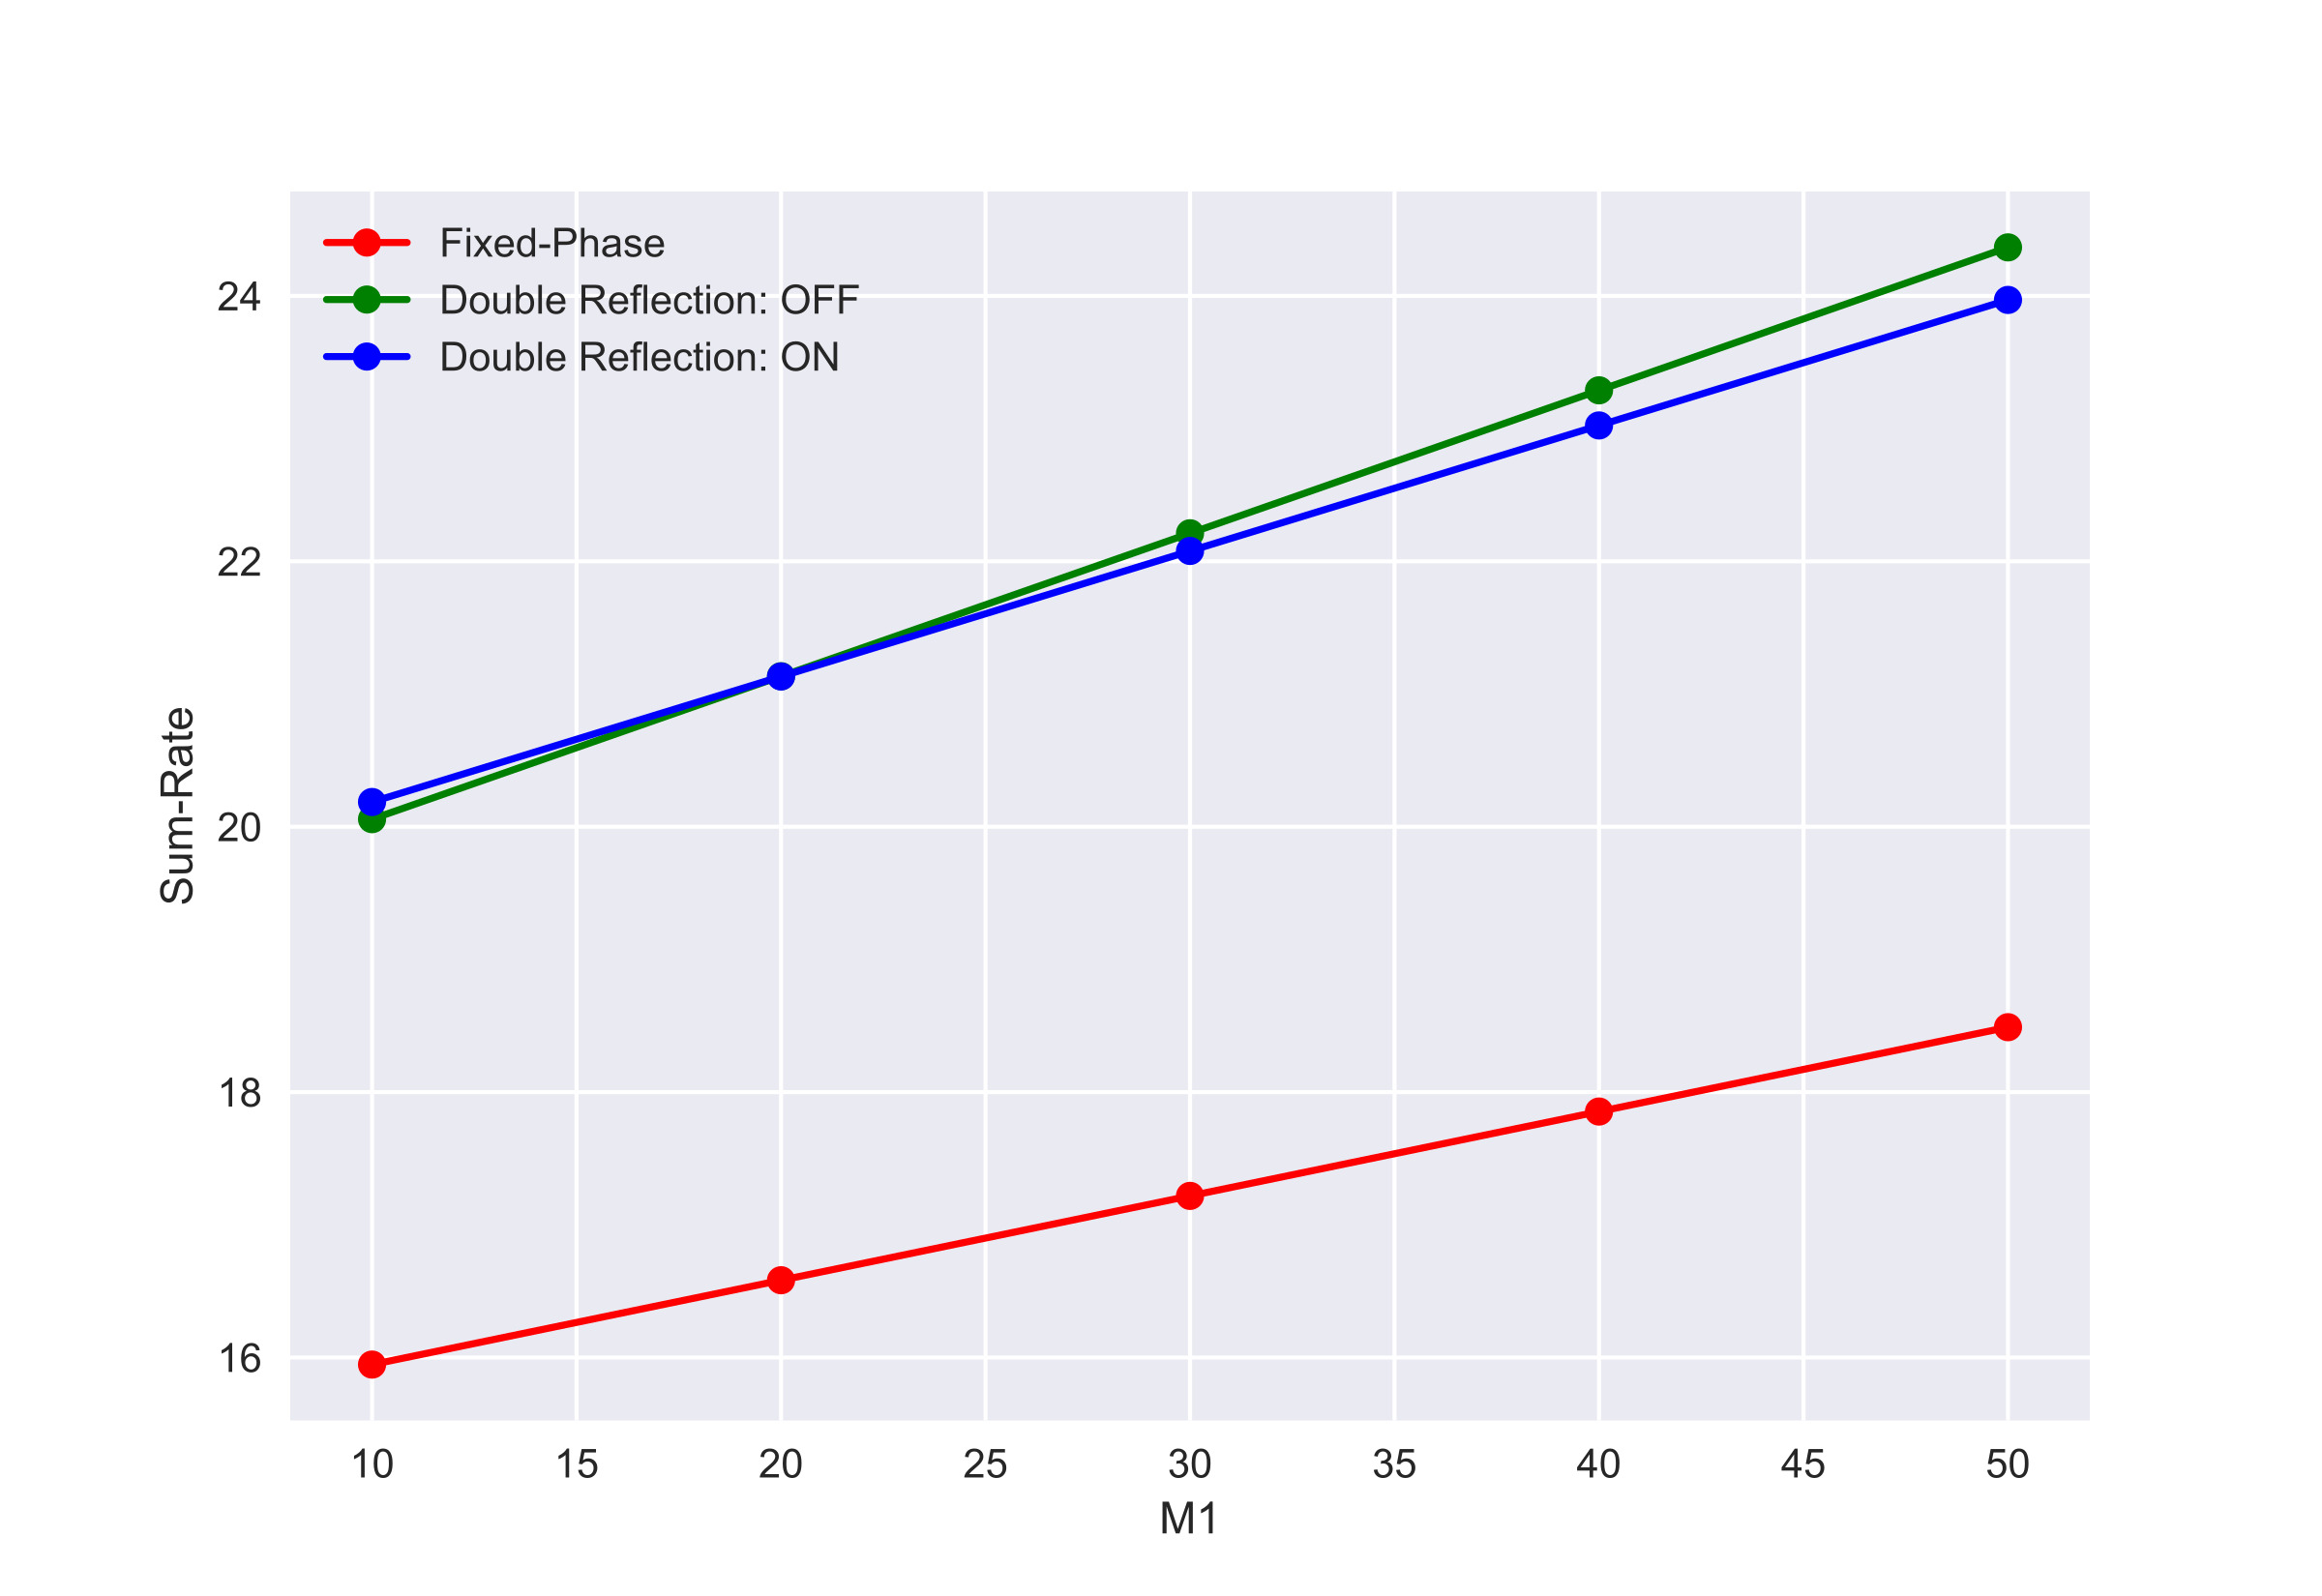 Fixed-Phase
Double Reflection: OFF
Double Reflection: ON
24
22
20
18
16
Sum-Rate
10 15 20 25 30 35 40 45 50
M1